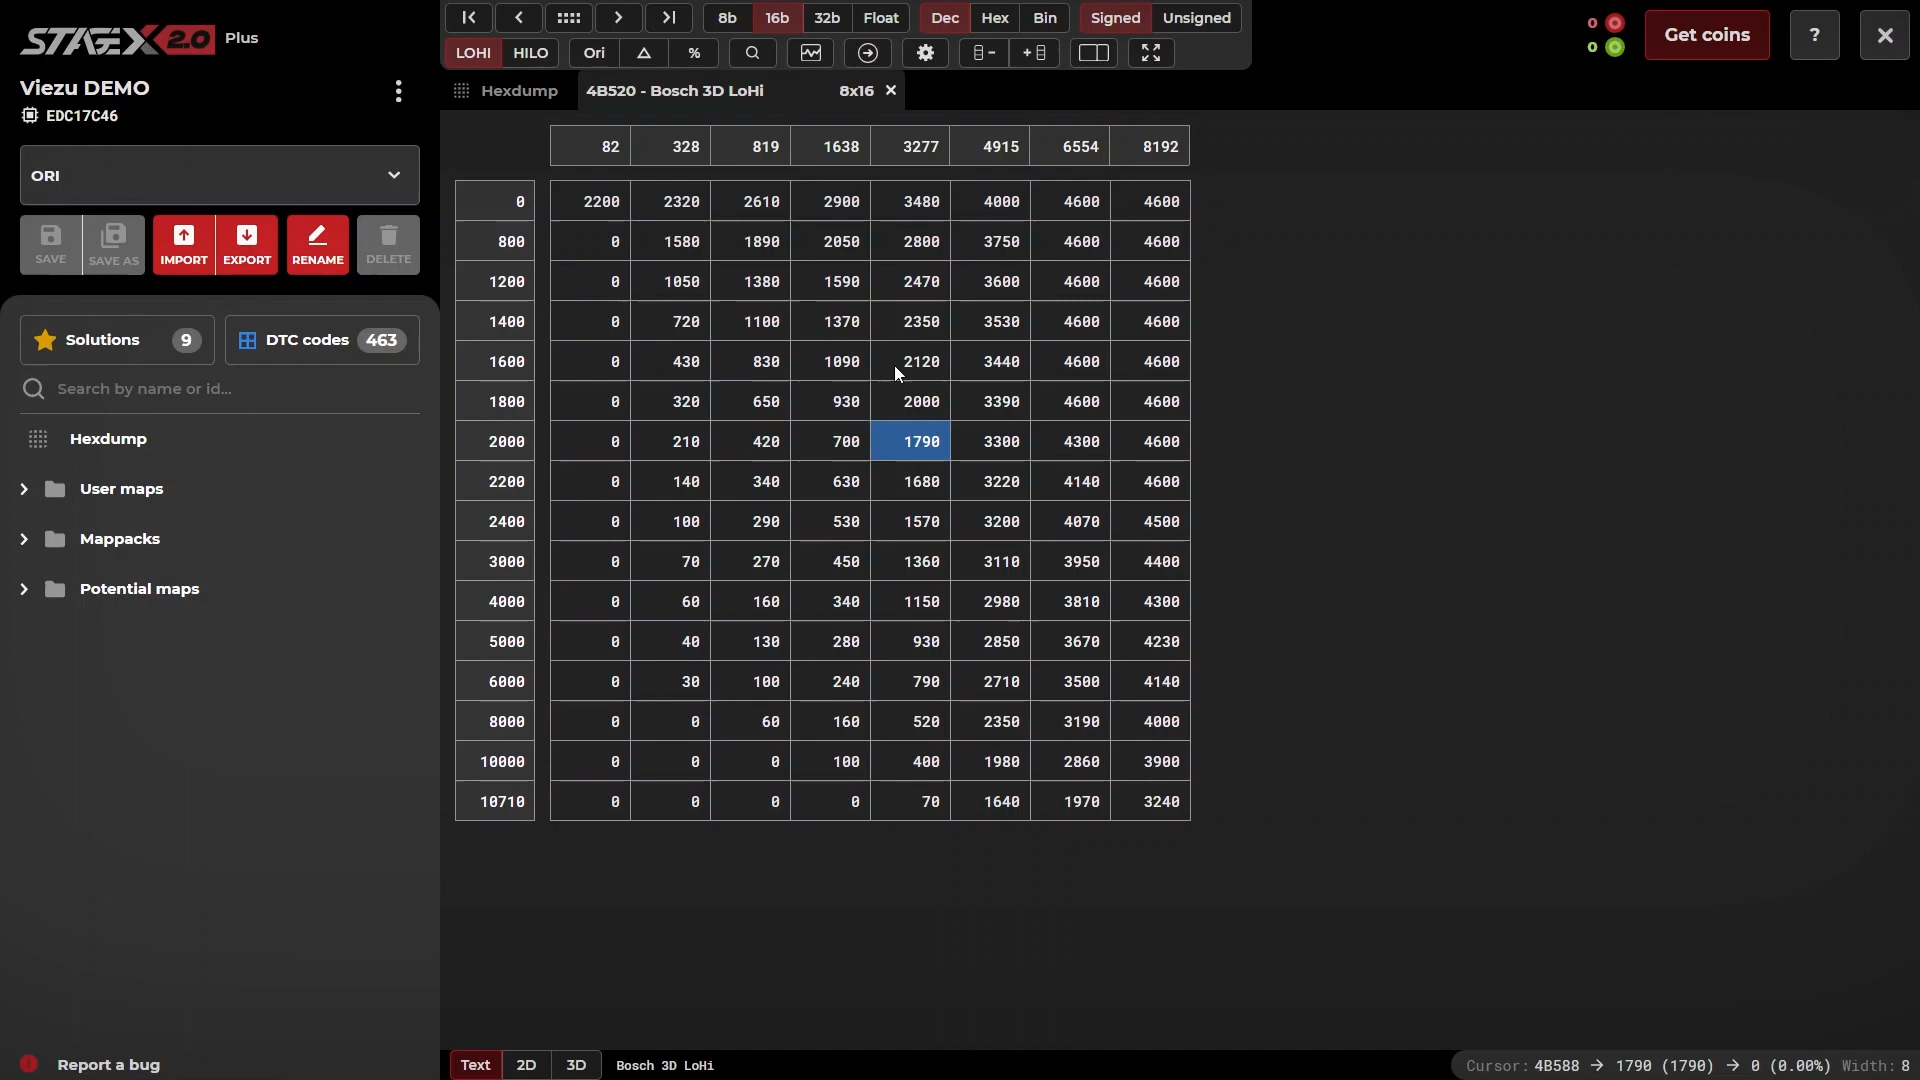 STAGEX 2.0 Plus
Viezu DEMO
EDC17C46
ORI
SAVE SAVE AS IMPORT EXPORT RENAME DELETE
Solutions 9 DTC codes 463
Search by name or id...
Hexdump
User maps
Mappacks
Potential maps
Report a bug
8b 16b 32b Float Dec Hex Bin Signed Unsigned
LOHI HILO Ori %
0
0
Get coins ?
Hexdump 4B520 - Bosch 3D LoHi 8x16
82 328 819 1638 3277 4915 6554 8192
0 2200 2320 2610 2900 3480 4000 4600 4600
800 0 1580 1890 2050 2800 3750 4600 4600
1200 0 1050 1380 1590 2470 3600 4600 4600
1400 0 720 1100 1370 2350 3530 4600 4600
1600 0 430 830 1090 2120 3440 4600 4600
1800 0 320 650 930 2000 3390 4600 4600
2000 0 210 420 700 1790 3300 4300 4600
2200 0 140 340 630 1680 3220 4140 4600
2400 0 100 290 530 1570 3200 4070 4500
3000 0 70 270 450 1360 3110 3950 4400
4000 0 60 160 340 1150 2980 3810 4300
5000 0 40 130 280 930 2850 3670 4230
6000 0 30 100 240 790 2710 3500 4140
8000 0 0 60 160 520 2350 3190 4000
10000 0 0 0 100 400 1980 2860 3900
10710 0 0 0 0 70 1640 1970 3240
Text 2D 3D Bosch 3D LoHi
Cursor: 4B588 → 1790 (1790) → 0 (0.00%) Width: 8